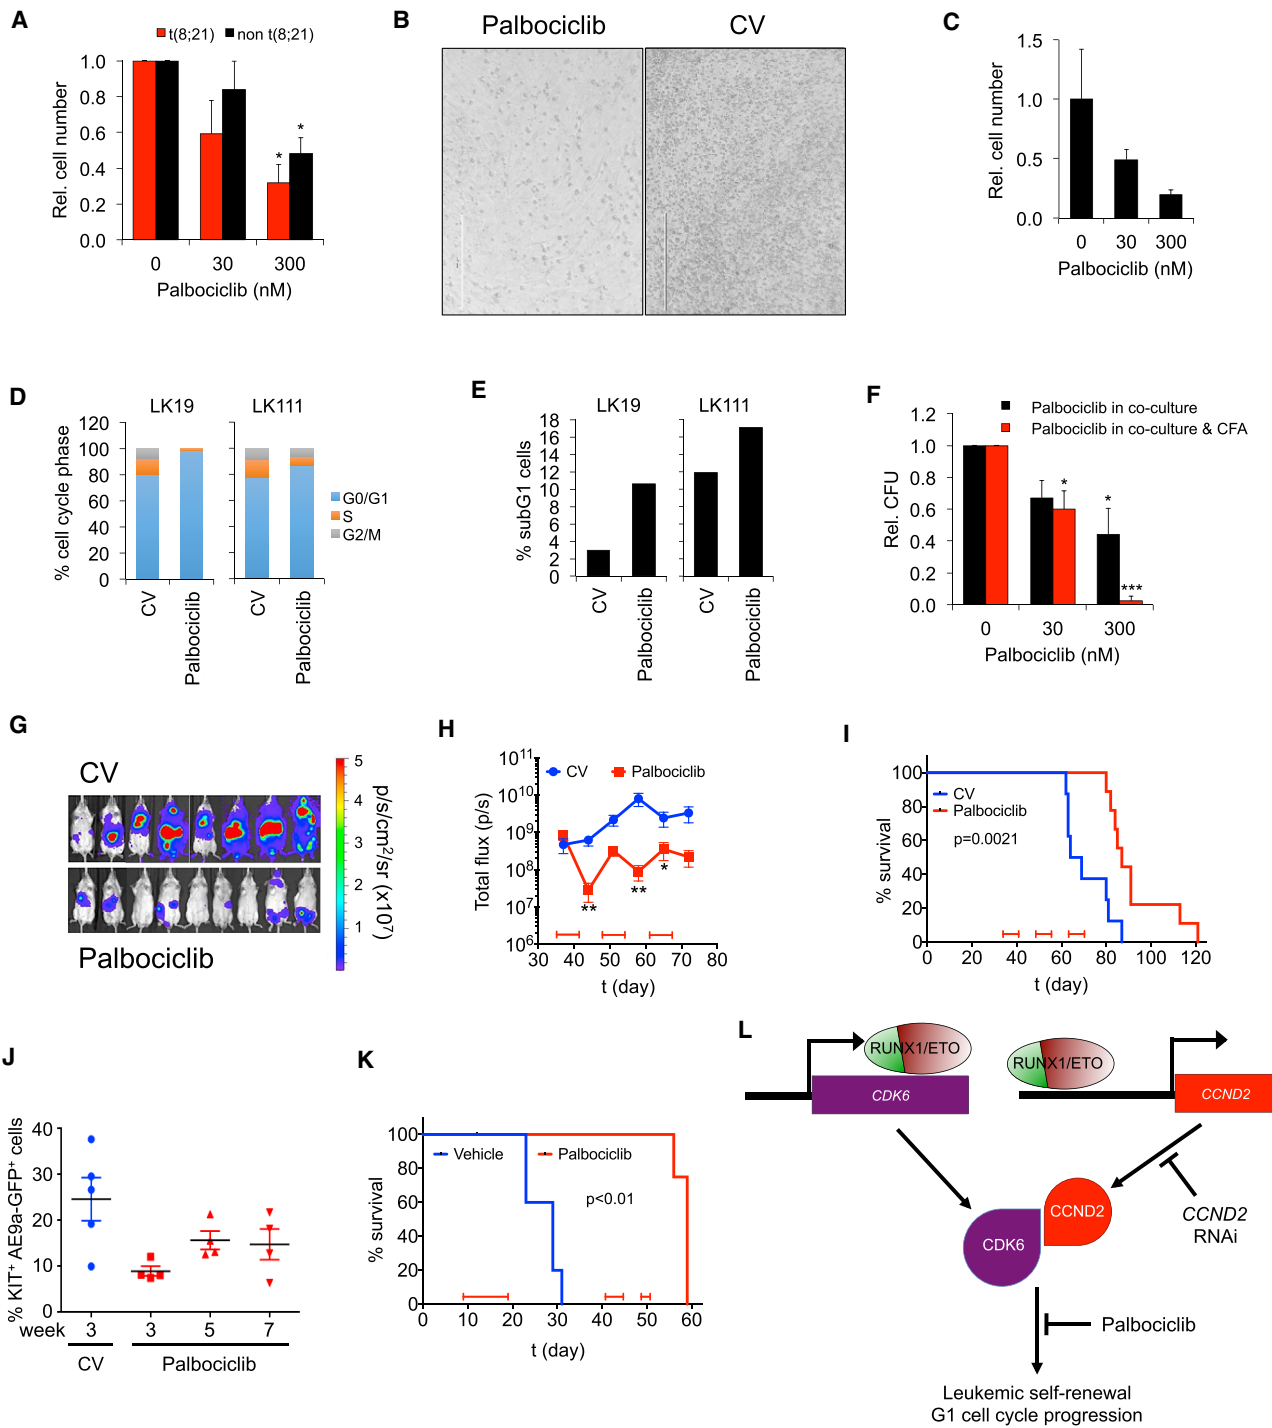 A
t(8;21) non t(8;21)
Rel. cell number
1.0
0.8
0.6
0.4
0.2
0.0
* *
0 30 300
Palbociclib (nM)
B
Palbociclib CV
C
Rel. cell number
1.5
1.0
0.5
0.0
0 30 300
Palbociclib (nM)
D
LK19 LK111
% cell cycle phase
120
100
80
60
40
20
0
G0/G1
S
G2/M
CV Palbociclib CV Palbociclib
E
LK19 LK111
% subG1 cells
18
16
14
12
10
8
6
4
2
0
CV Palbociclib CV Palbociclib
F
Palbociclib in co-culture
Palbociclib in co-culture & CFA
Rel. CFU
1.2
1.0
0.8
0.6
0.4
0.2
0.0
* * ***
0 30 300
Palbociclib (nM)
G
CV
Palbociclib
5
4
3
2
1
p/s/cm²/sr (x10⁷)
H
CV Palbociclib
Total flux (p/s)
10¹¹
10¹⁰
10⁹
10⁸
10⁷
10⁶
** ** *
30 40 50 60 70 80
t (day)
I
CV
Palbociclib
p=0.0021
% survival
100
80
60
40
20
0
0 20 40 60 80 100 120
t (day)
J
% KIT⁺ AE9a-GFP⁺ cells
40
30
20
10
0
week 3 3 5 7
CV Palbociclib
K
Vehicle Palbociclib
p<0.01
% survival
100
80
60
40
20
0
0 10 20 30 40 50 60
t (day)
L
RUNX1/ETO RUNX1/ETO
CDK6 CCND2
CCND2
CDK6
CCND2
RNAi
Palbociclib
Leukemic self-renewal
G1 cell cycle progression